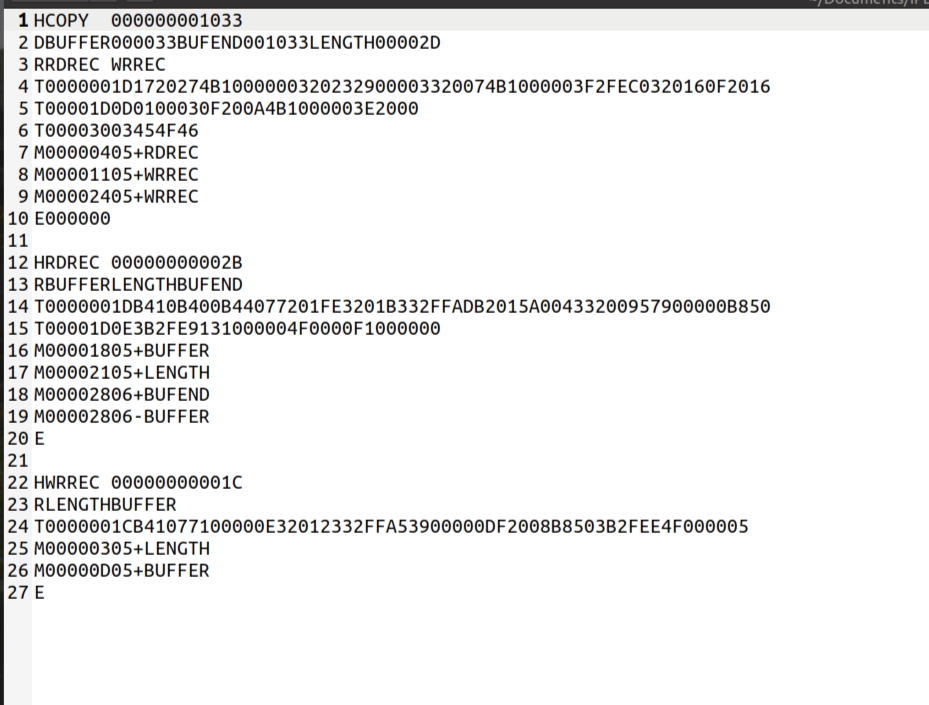 ~/Documents/IPL
1 HCOPY  000000001033
2 DBUFFER000033BUFEND001033LENGTH00002D
3 RRDREC WRREC
4 T0000001D1720274B1000000320232900003320074B1000003F2FEC0320160F2016
5 T00001D0D0100030F200A4B1000003E2000
6 T00003003454F46
7 M00000405+RDREC
8 M00001105+WRREC
9 M00002405+WRREC
10 E000000
11
12 HRDREC 00000000002B
13 RBUFFERLENGTHBUFEND
14 T0000001DB410B400B44077201FE3201B332FFADB2015A00433200957900000B850
15 T00001D0E3B2FE9131000004F0000F1000000
16 M00001805+BUFFER
17 M00002105+LENGTH
18 M00002806+BUFEND
19 M00002806-BUFFER
20 E
21
22 HWRREC 00000000001C
23 RLENGTHBUFFER
24 T0000001CB41077100000E32012332FFA53900000DF2008B8503B2FEE4F000005
25 M00000305+LENGTH
26 M00000D05+BUFFER
27 E